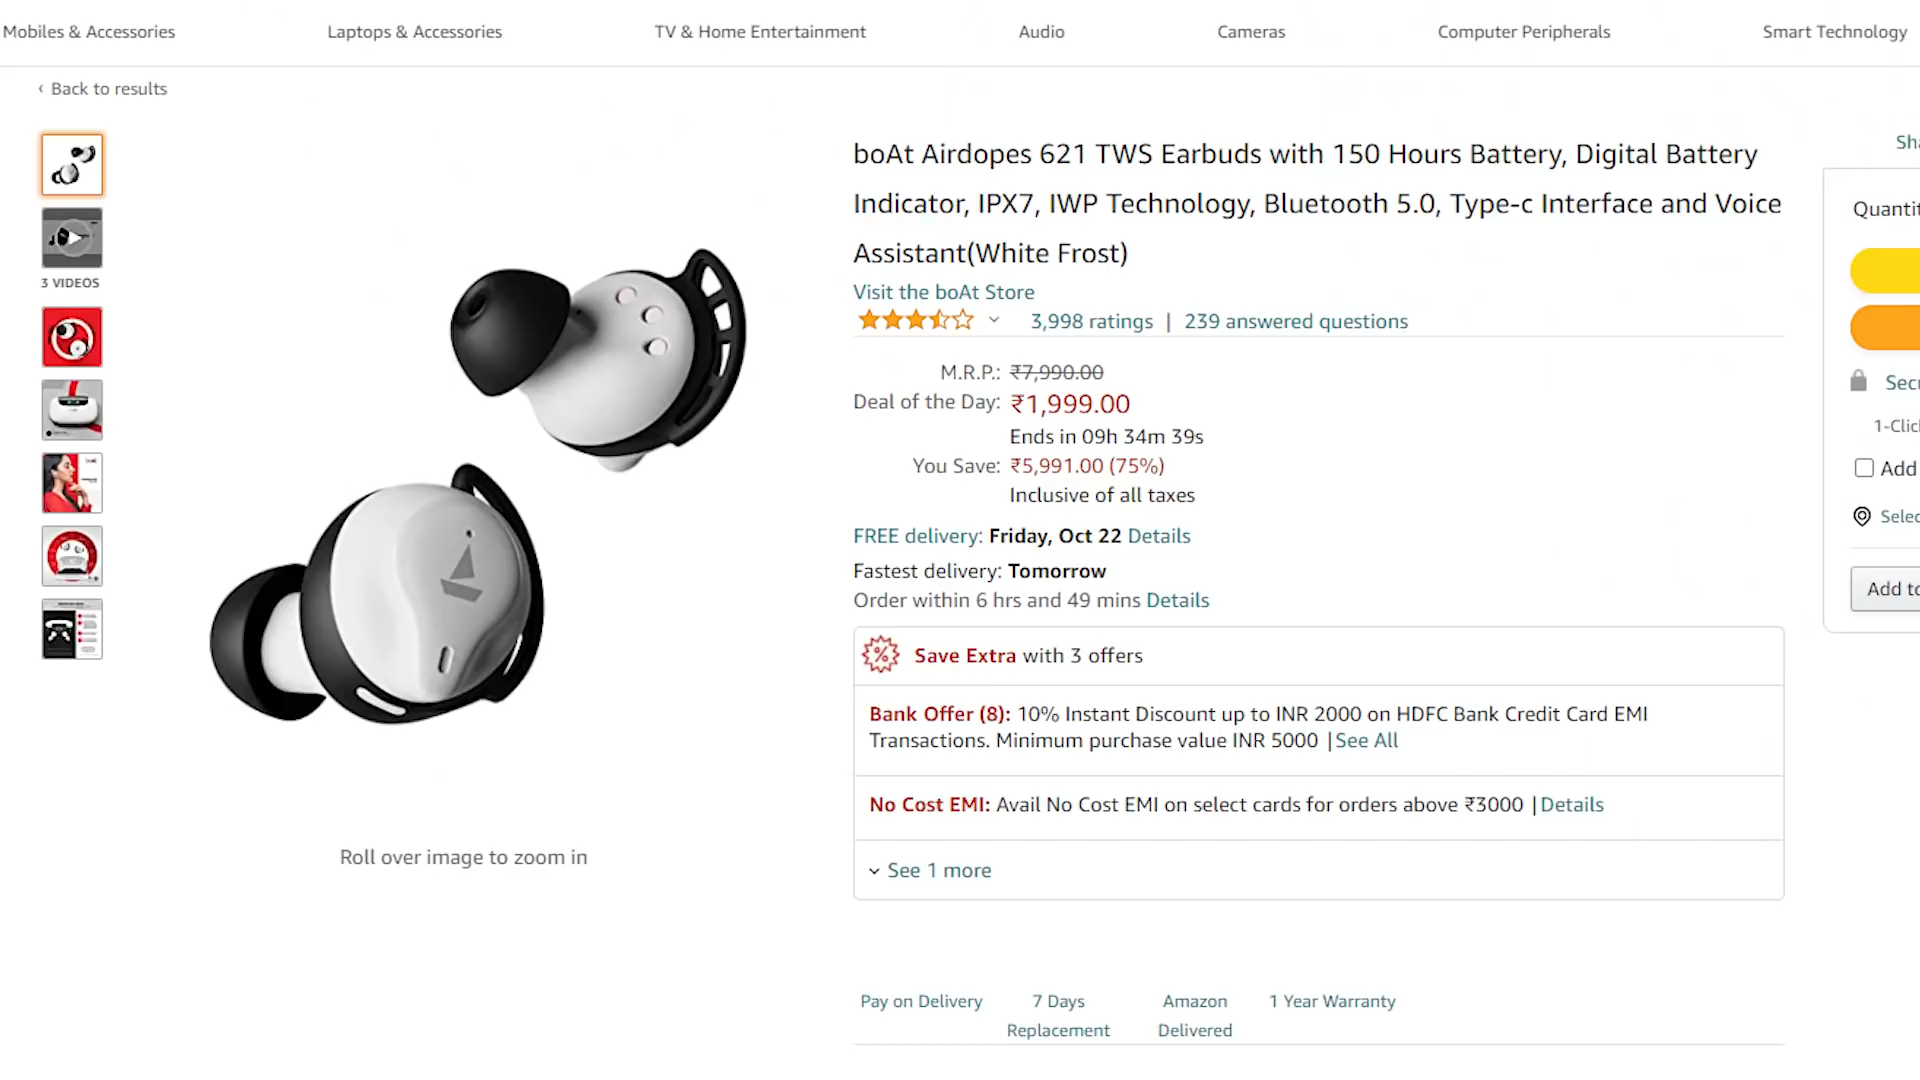 Mobiles & Accessories Laptops & Accessories TV & Home Entertainment Audio Cameras Computer Peripherals Smart Technology
‹ Back to results
3 VIDEOS
Roll over image to zoom in
boAt Airdopes 621 TWS Earbuds with 150 Hours Battery, Digital Battery
Indicator, IPX7, IWP Technology, Bluetooth 5.0, Type-c Interface and Voice
Assistant(White Frost)
Visit the boAt Store
3,998 ratings | 239 answered questions
M.R.P.: ₹7,990.00
Deal of the Day: ₹1,999.00
Ends in 09h 34m 39s
You Save: ₹5,991.00 (75%)
Inclusive of all taxes
FREE delivery: Friday, Oct 22 Details
Fastest delivery: Tomorrow
Order within 6 hrs and 49 mins Details
% Save Extra with 3 offers
Bank Offer (8): 10% Instant Discount up to INR 2000 on HDFC Bank Credit Card EMI
Transactions. Minimum purchase value INR 5000 | See All
No Cost EMI: Avail No Cost EMI on select cards for orders above ₹3000 | Details
See 1 more
Pay on Delivery
7 Days
Replacement
Amazon
Delivered
1 Year Warranty
1-Clic
Add
Add to